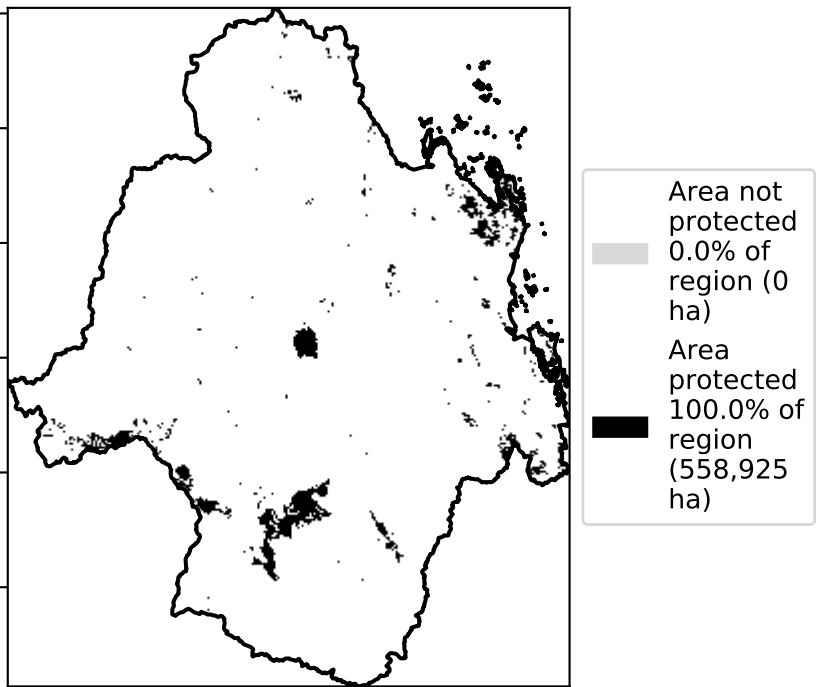 Area not
protected
0.0% of
region (0
ha)
Area
protected
100.0% of
region
(558,925
ha)